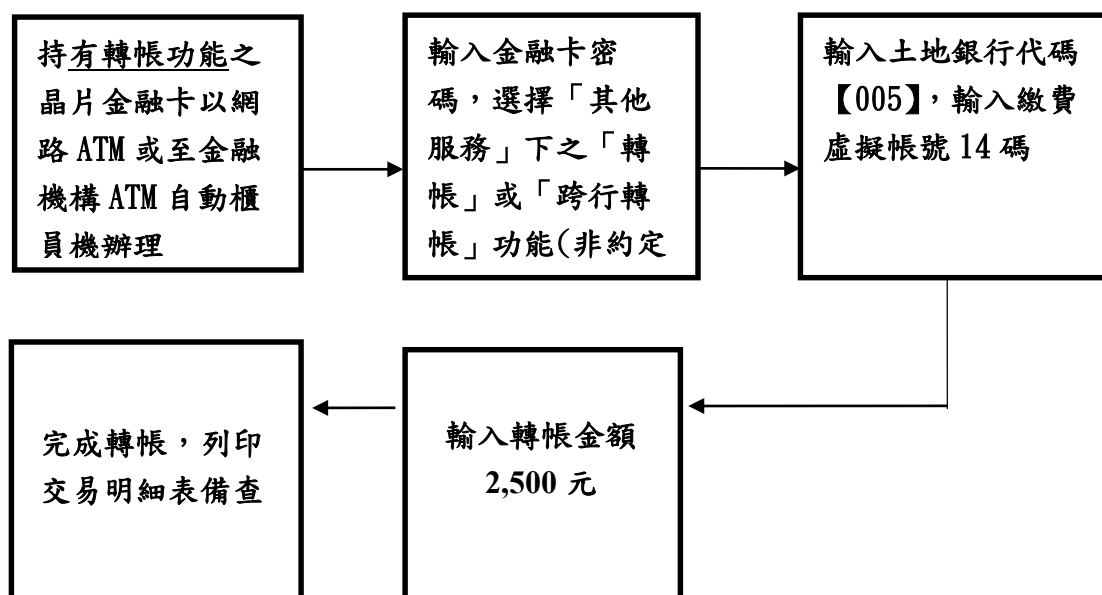 持有轉帳功能之
晶片金融卡以網
路 ATM 或至金融
機構 ATM 自動櫃
員機辦理
輸入金融卡密
碼，選擇「其他
服務」下之「轉
帳」或「跨行轉
帳」功能(非約定
輸入土地銀行代碼
【005】，輸入繳費
虛擬帳號 14 碼
輸入轉帳金額
2,500 元
完成轉帳，列印
交易明細表備查